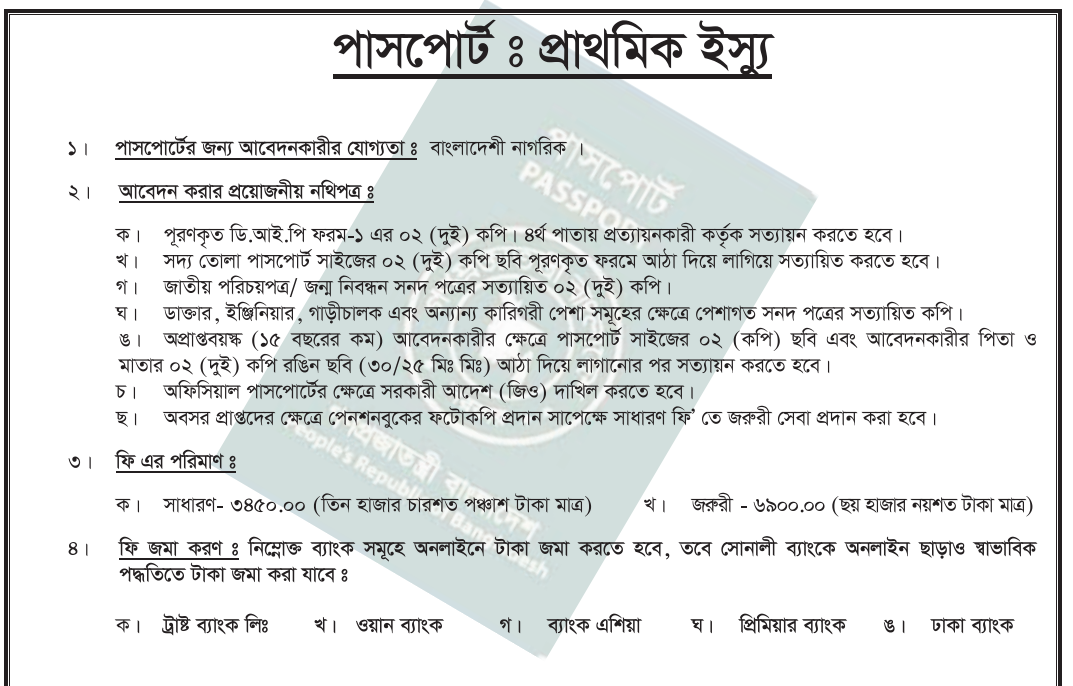 পাসপোর্ট ঃ প্রাথমিক ইস্যু
১। পাসপোর্টের জন্য আবেদনকারীর যোগ্যতা ঃ বাংলাদেশী নাগরিক ।
২। আবেদন করার প্রয়োজনীয় নথিপত্র ঃ
ক। পূরণকৃত ডি.আই.পি ফরম-১ এর ০২ (দুই) কপি। ৪র্থ পাতায় প্রত্যায়নকারী কর্তৃক সত্যায়ন করতে হবে।
খ। সদ্য তোলা পাসপোর্ট সাইজের ০২ (দুই) কপি ছবি পূরণকৃত ফরমে আঠা দিয়ে লাগিয়ে সত্যায়িত করতে হবে।
গ। জাতীয় পরিচয়পত্র/ জন্ম নিবন্ধন সনদ পত্রের সত্যায়িত ০২ (দুই) কপি।
ঘ। ডাক্তার, ইঞ্জিনিয়ার, গাড়ীচালক এবং অন্যান্য কারিগরী পেশা সমূহের ক্ষেত্রে পেশাগত সনদ পত্রের সত্যায়িত কপি।
ঙ। অপ্রাপ্তবয়স্ক (১৫ বছরের কম) আবেদনকারীর ক্ষেত্রে পাসপোর্ট সাইজের ০২ (কপি) ছবি এবং আবেদনকারীর পিতা ও
মাতার ০২ (দুই) কপি রঙিন ছবি (৩০/২৫ মিঃ মিঃ) আঠা দিয়ে লাগানোর পর সত্যায়ন করতে হবে।
চ। অফিসিয়াল পাসপোর্টের ক্ষেত্রে সরকারী আদেশ (জিও) দাখিল করতে হবে।
ছ। অবসর প্রাপ্তদের ক্ষেত্রে পেনশনবুকের ফটোকপি প্রদান সাপেক্ষে সাধারণ ফি’ তে জরুরী সেবা প্রদান করা হবে।
৩। ফি এর পরিমাণ ঃ
ক। সাধারণ- ৩৪৫০.০০ (তিন হাজার চারশত পঞ্চাশ টাকা মাত্র) খ। জরুরী - ৬৯০০.০০ (ছয় হাজার নয়শত টাকা মাত্র)
৪। ফি জমা করণ ঃ নিম্নোক্ত ব্যাংক সমূহে অনলাইনে টাকা জমা করতে হবে, তবে সোনালী ব্যাংকে অনলাইন ছাড়াও স্বাভাবিক
পদ্ধতিতে টাকা জমা করা যাবে ঃ
ক। ট্রাষ্ট ব্যাংক লিঃ খ। ওয়ান ব্যাংক গ। ব্যাংক এশিয়া ঘ। প্রিমিয়ার ব্যাংক ঙ। ঢাকা ব্যাংক
পাসপোর্ট
PASSPORT
People's Republic of Bangladesh